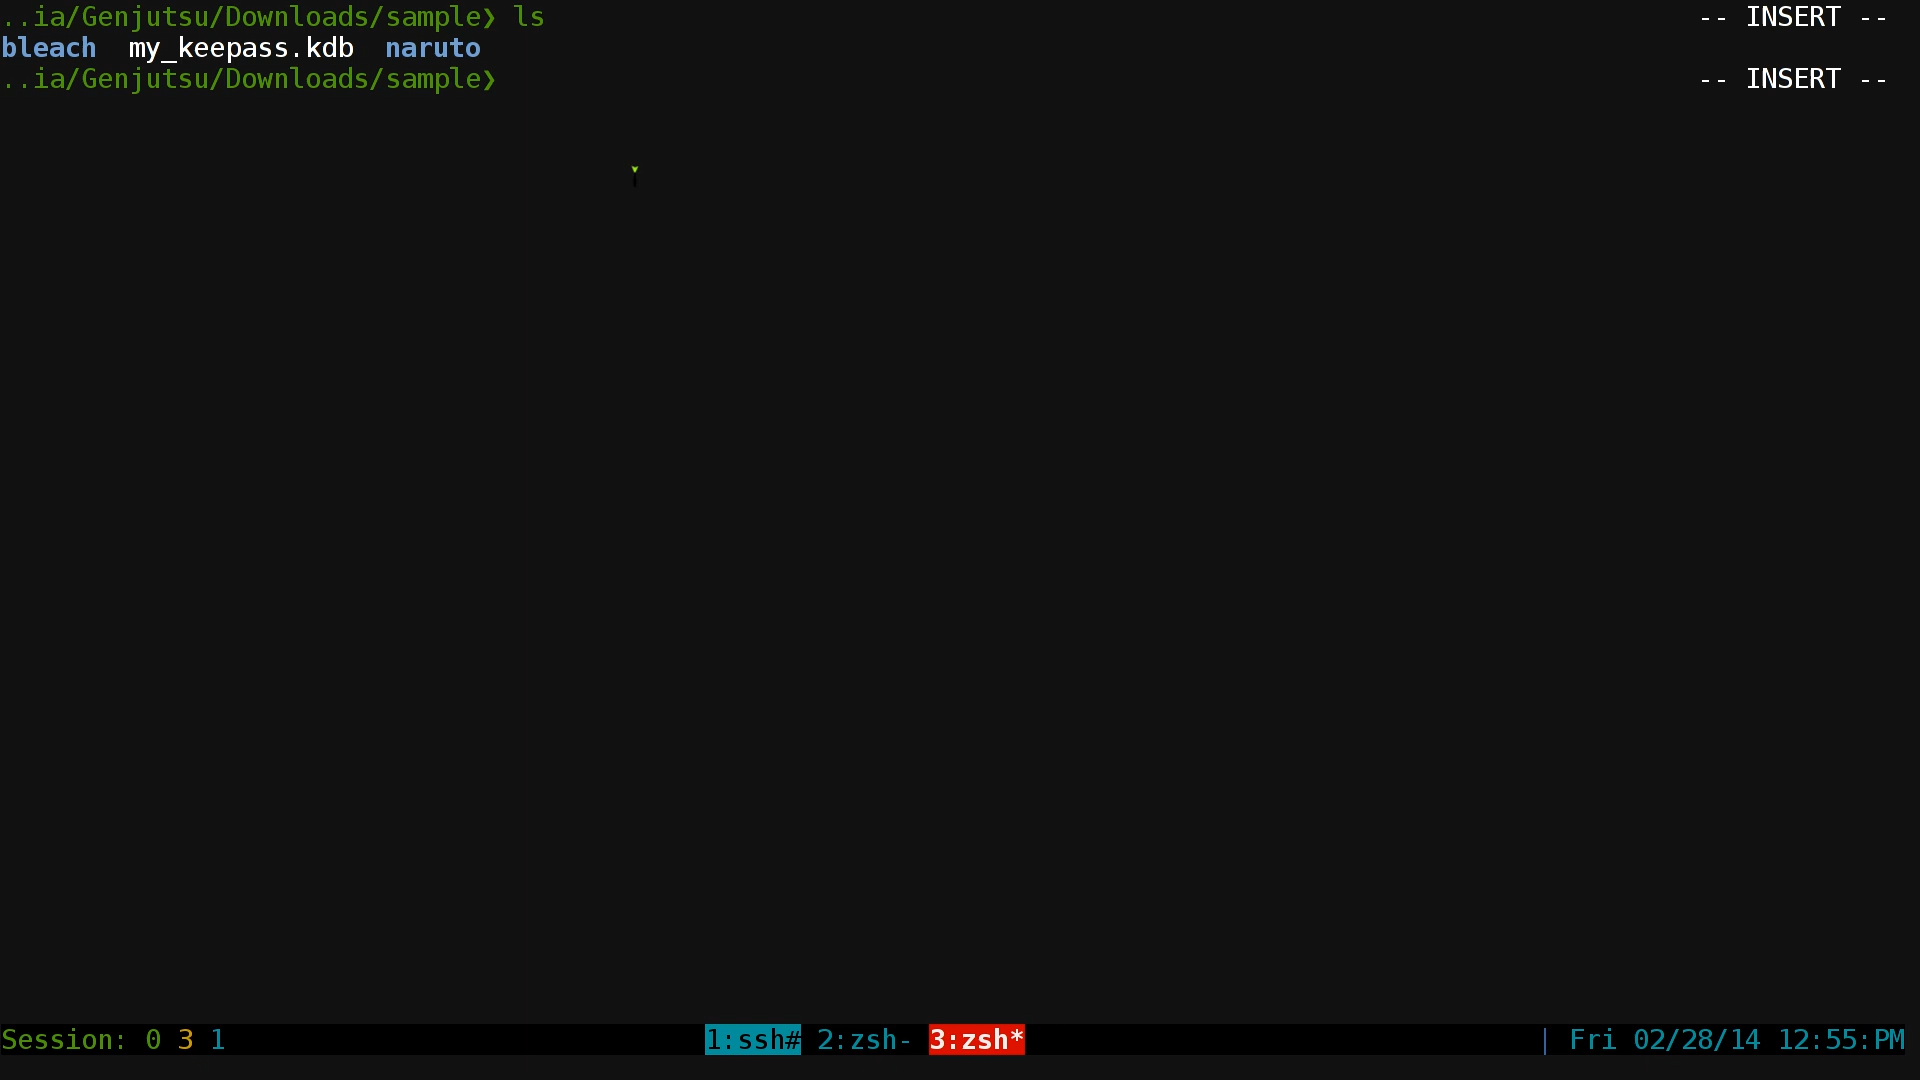 ..ia/Genjutsu/Downloads/sample❯ ls -- INSERT --
bleach my_keepass.kdb naruto
..ia/Genjutsu/Downloads/sample❯ -- INSERT --
Session: 0 3 1 1:ssh# 2:zsh- 3:zsh* | Fri 02/28/14 12:55:PM